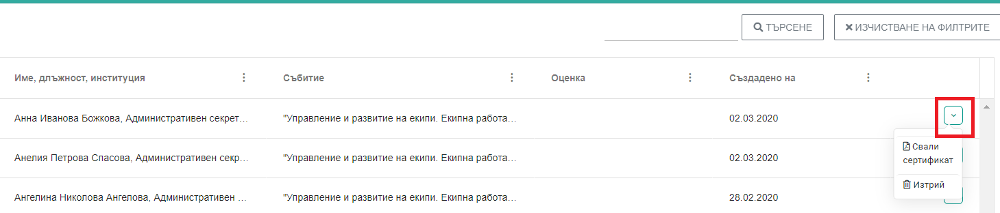 ТЪРСЕНЕ ИЗЧИСТВАНЕ НА ФИЛТРИТЕ
Име, длъжност, институция Събитие Оценка Създадено на
Анна Иванова Божкова, Административен секрет… "Управление и развитие на екипи. Екипна работа… 02.03.2020
Свали
сертификат
Анелия Петрова Спасова, Административен секр… "Управление и развитие на екипи. Екипна работа… 02.03.2020
Изтрий
Ангелина Николова Ангелова, Административен … "Управление и развитие на екипи. Екипна работа… 28.02.2020